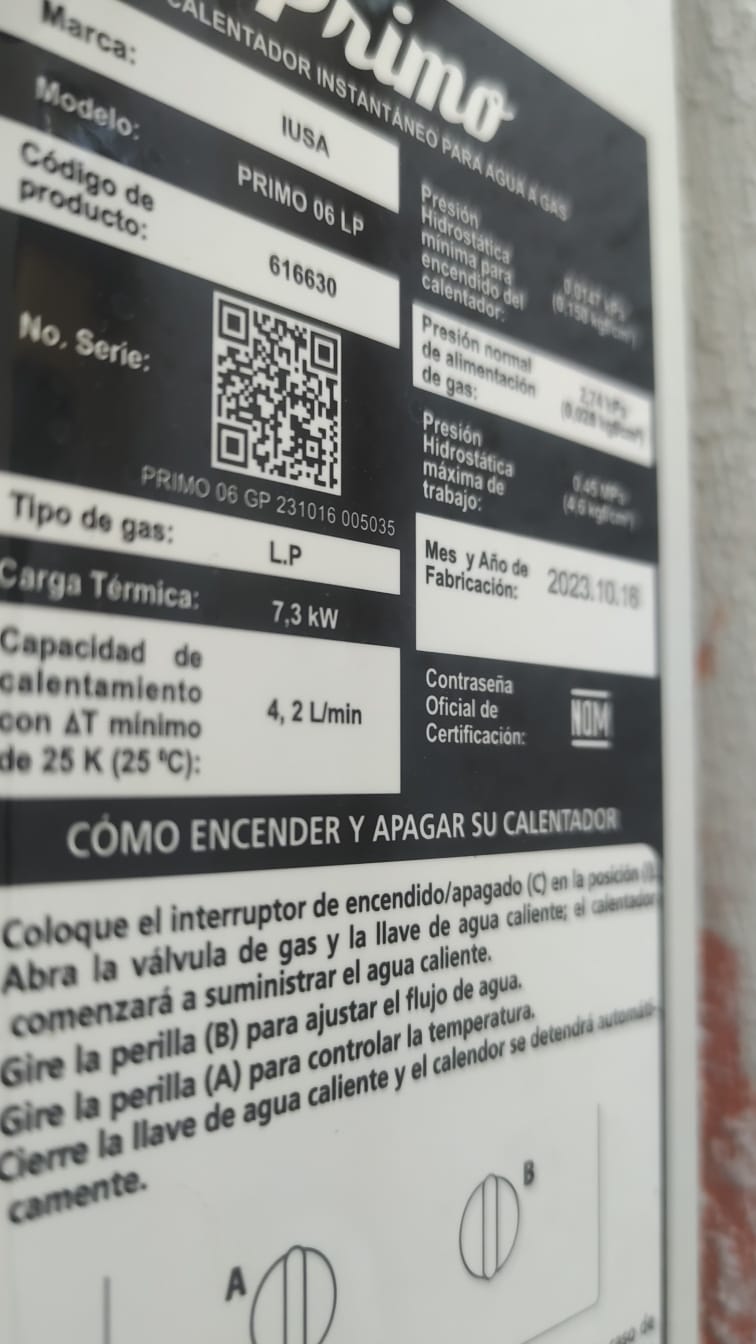 Primo
CALENTADOR INSTANTÁNEO PARA AGUA A GAS
Marca:
IUSA
Modelo:
PRIMO 06 LP
Código de
producto:
616630
No. Serie:
PRIMO 06 GP 231016 005035
Tipo de gas:
L.P
Carga Térmica:
7,3 kW
Capacidad de
calentamiento
con ΔT mínimo
de 25 K (25 ºC):
4, 2 L/min
Presión
Hidrostática
mínima para
encendido del
calentador:
Presión normal
de alimentación
de gas:
Presión
Hidrostática
máxima de
trabajo:
Mes y Año de
Fabricación:
2023.10.16
Contraseña
Oficial de
Certificación:
NOM
CÓMO ENCENDER Y APAGAR SU CALENTADOR
Coloque el interruptor de encendido/apagado (C) en la posición
Abra la válvula de gas y la llave de agua caliente; el calentador
comenzará a suministrar el agua caliente.
Gire la perilla (B) para ajustar el flujo de agua.
Gire la perilla (A) para controlar la temperatura.
Cierre la llave de agua caliente y el calendor se detendrá automáti-
camente.
B
A